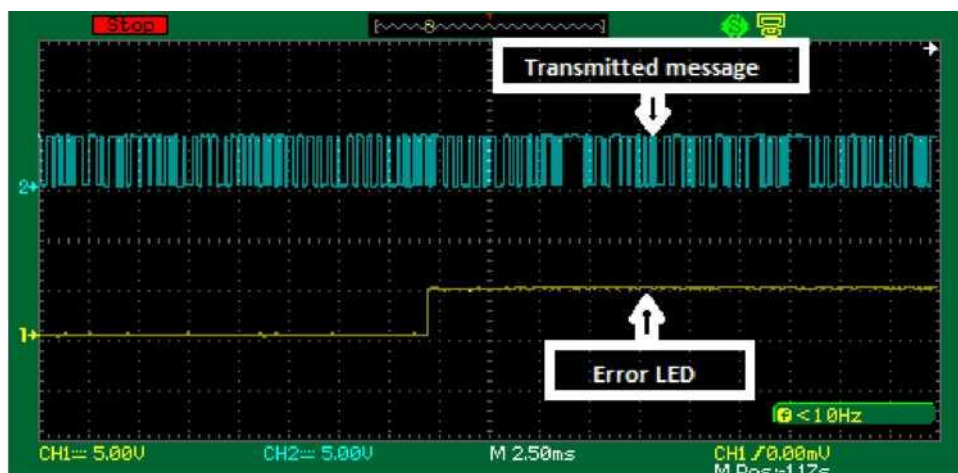 Stop
Transmitted message
2
1
Error LED
<10Hz
CH1 5.00V CH2 5.00V M 2.50ms CH1 0.00mV